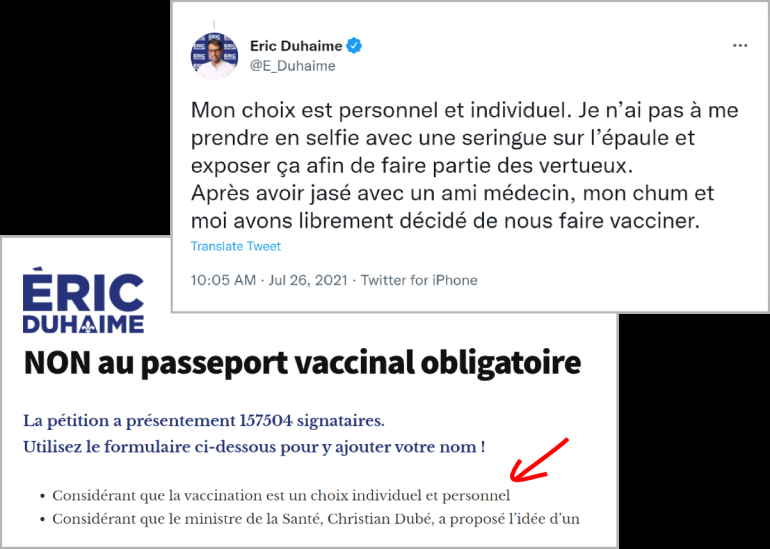 Eric Duhaime
@E_Duhaime
Mon choix est personnel et individuel. Je n’ai pas à me
prendre en selfie avec une seringue sur l’épaule et
exposer ça afin de faire partie des vertueux.
Après avoir jasé avec un ami médecin, mon chum et
moi avons librement décidé de nous faire vacciner.
Translate Tweet
10:05 AM · Jul 26, 2021 · Twitter for iPhone
ÉRIC
DUHAIME
NON au passeport vaccinal obligatoire
La pétition a présentement 157504 signataires.
Utilisez le formulaire ci-dessous pour y ajouter votre nom !
• Considérant que la vaccination est un choix individuel et personnel
• Considérant que le ministre de la Santé, Christian Dubé, a proposé l’idée d’un